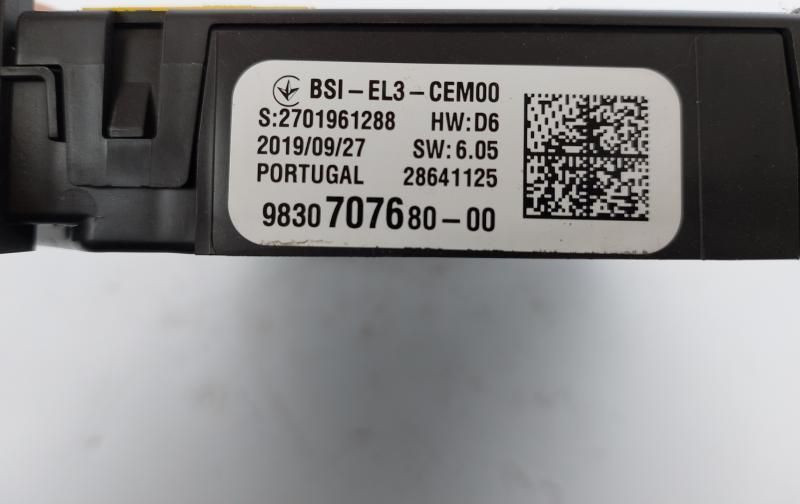 BSI-EL3-CEM00
S:2701961288 HW:D6
2019/09/27 SW:6.05
PORTUGAL 28641125
9830707680-00